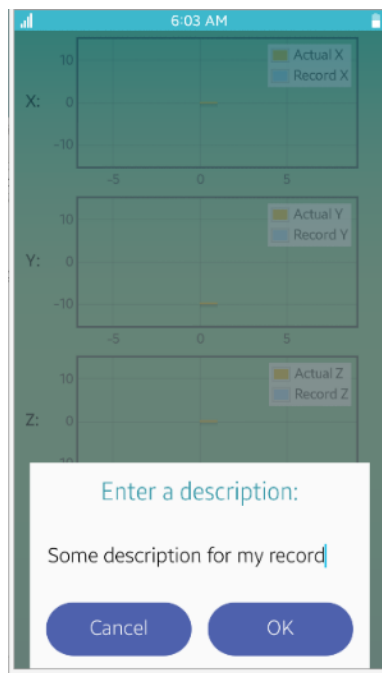 6:03 AM
10
Actual X
Record X
X:
0
-10
-5
0
5
10
Actual Y
Record Y
Y:
0
-10
-5
0
5
10
Actual Z
Record Z
Z:
0
Enter a description:
Some description for my record
Cancel
OK